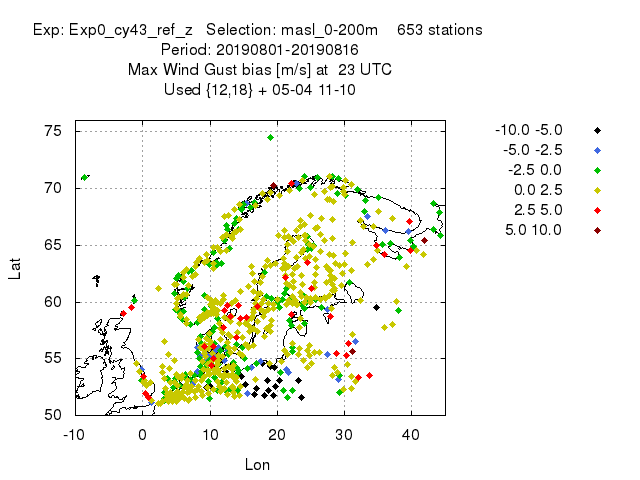 Exp: Exp0_cy43_ref_z   Selection: masl_0-200m    653 stations
Period: 20190801-20190816
Max Wind Gust bias [m/s] at  23 UTC
Used {12,18} + 05-04 11-10
-10.0 -5.0
-5.0 -2.5
-2.5 0.0
0.0 2.5
2.5 5.0
5.0 10.0
75
70
65
60
55
50
Lat
-10 0 10 20 30 40
Lon